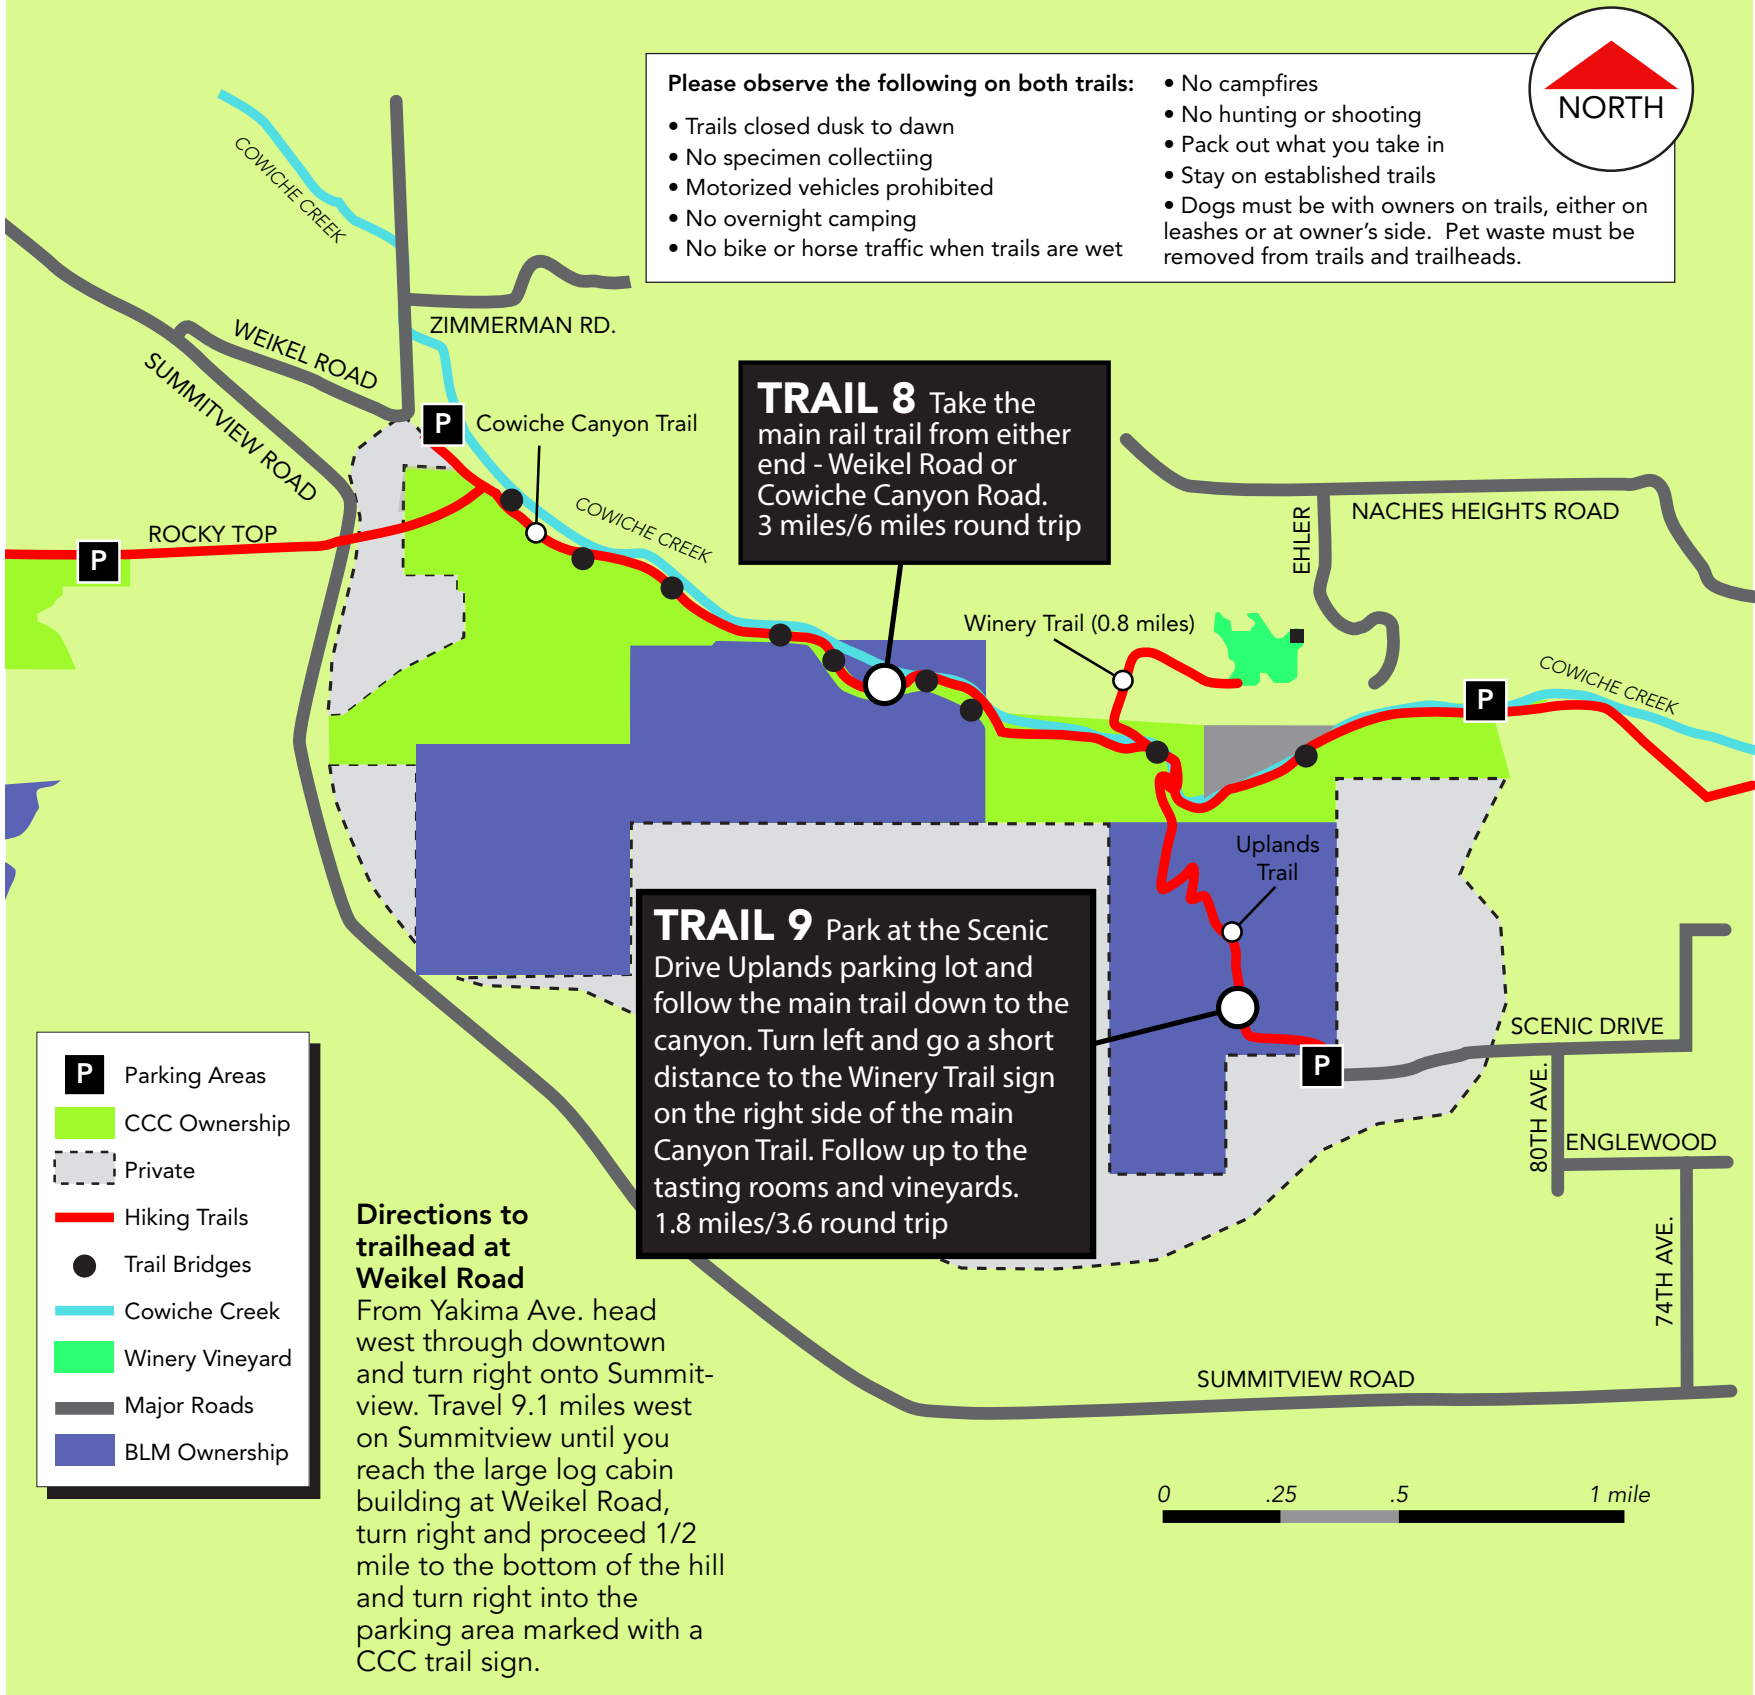 Please observe the following on both trails:
• Trails closed dusk to dawn
• No specimen collectiing
• Motorized vehicles prohibited
• No overnight camping
• No bike or horse traffic when trails are wet
• No campfires
• No hunting or shooting
• Pack out what you take in
• Stay on established trails
• Dogs must be with owners on trails, either on
leashes or at owner's side.  Pet waste must be
removed from trails and trailheads.
NORTH
COWICHE CREEK
ZIMMERMAN RD.
WEIKEL ROAD
SUMMITVIEW ROAD
P
Cowiche Canyon Trail
COWICHE CREEK
ROCKY TOP
P
TRAIL 8 Take the
main rail trail from either
end - Weikel Road or
Cowiche Canyon Road.
3 miles/6 miles round trip
NACHES HEIGHTS ROAD
EHLER
Winery Trail (0.8 miles)
COWICHE CREEK
P
Uplands
Trail
TRAIL 9 Park at the Scenic
Drive Uplands parking lot and
follow the main trail down to the
canyon. Turn left and go a short
distance to the Winery Trail sign
on the right side of the main
Canyon Trail. Follow up to the
tasting rooms and vineyards.
1.8 miles/3.6 round trip
P
SCENIC DRIVE
80TH AVE.
ENGLEWOOD
74TH AVE.
SUMMITVIEW ROAD
P Parking Areas
CCC Ownership
Private
Hiking Trails
Trail Bridges
Cowiche Creek
Winery Vineyard
Major Roads
BLM Ownership
Directions to
trailhead at
Weikel Road
From Yakima Ave. head
west through downtown
and turn right onto Summit-
view. Travel 9.1 miles west
on Summitview until you
reach the large log cabin
building at Weikel Road,
turn right and proceed 1/2
mile to the bottom of the hill
and turn right into the
parking area marked with a
CCC trail sign.
0 .25 .5 1 mile